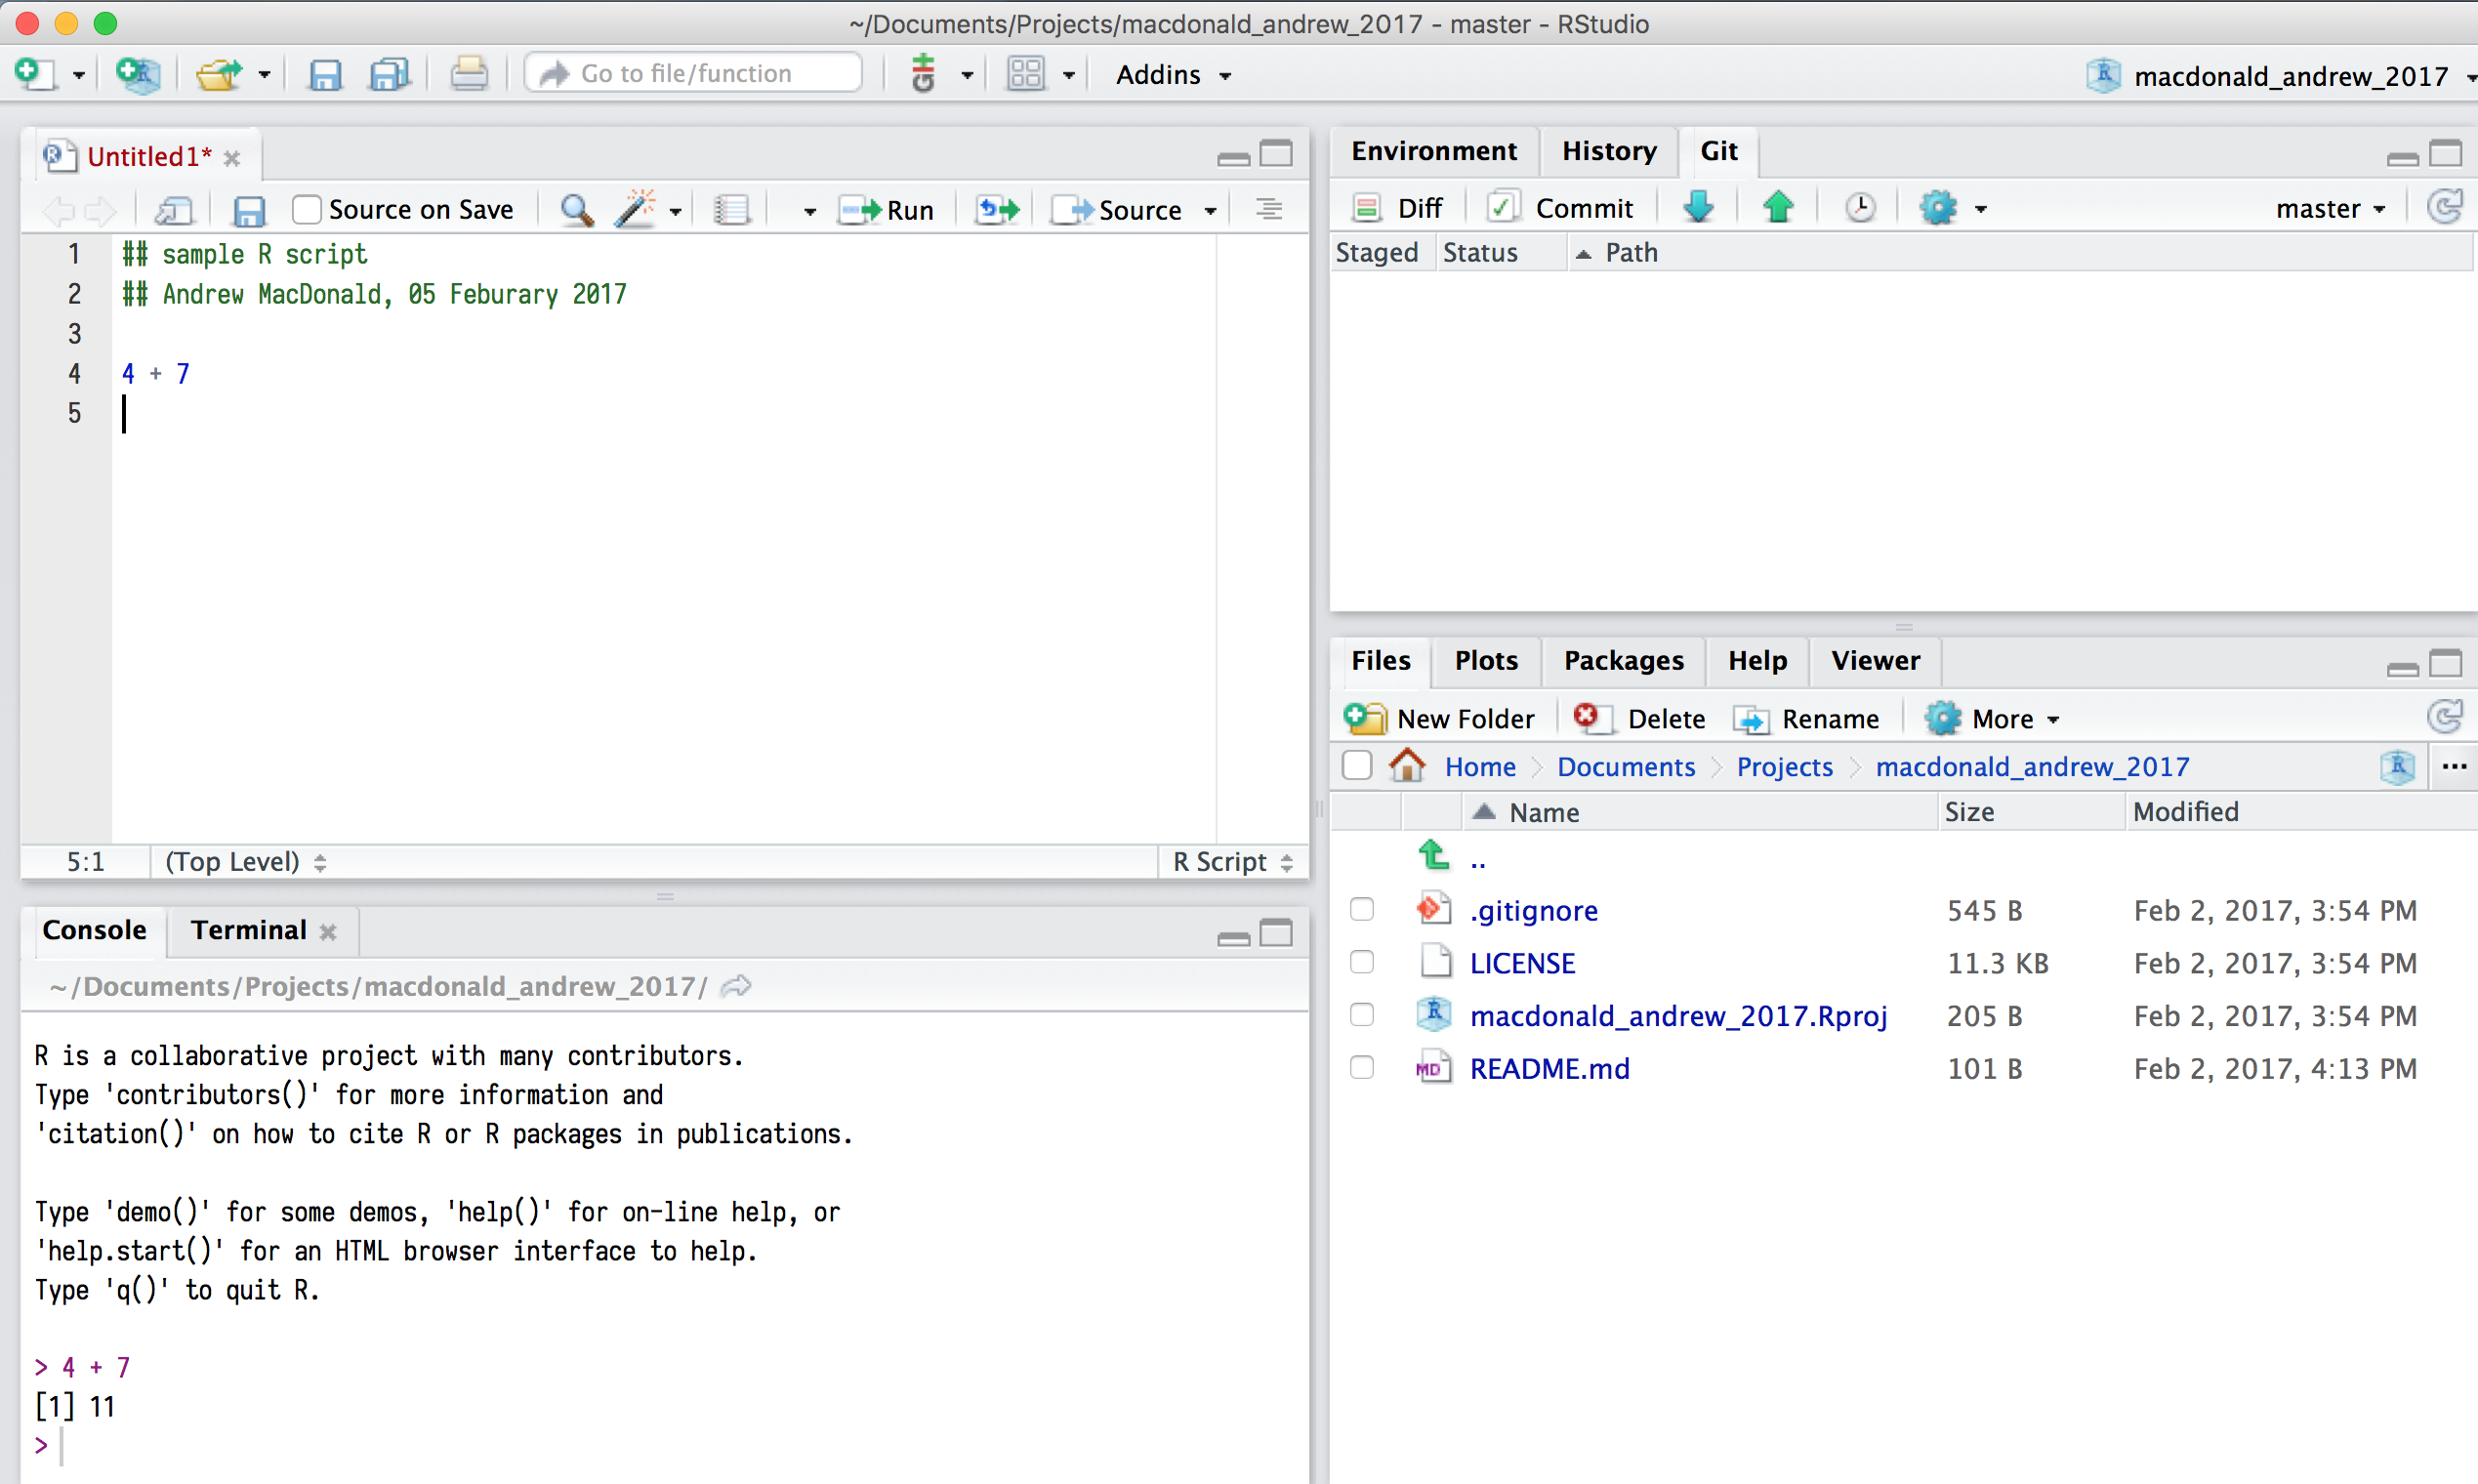 ~/Documents/Projects/macdonald_andrew_2017 - master - RStudio
Go to file/function
Addins
macdonald_andrew_2017
Untitled1*
Source on Save
Run
Source
1 ## sample R script
2 ## Andrew MacDonald, 05 Feburary 2017
3
4 4 + 7
5
5:1 (Top Level) R Script
Console Terminal
~/Documents/Projects/macdonald_andrew_2017/
R is a collaborative project with many contributors.
Type 'contributors()' for more information and
'citation()' on how to cite R or R packages in publications.
Type 'demo()' for some demos, 'help()' for on-line help, or
'help.start()' for an HTML browser interface to help.
Type 'q()' to quit R.
> 4 + 7
[1] 11
>
Environment History Git
Diff Commit master
Staged Status Path
Files Plots Packages Help Viewer
New Folder Delete Rename More
Home Documents Projects macdonald_andrew_2017 ...
Name Size Modified
..
.gitignore 545 B Feb 2, 2017, 3:54 PM
LICENSE 11.3 KB Feb 2, 2017, 3:54 PM
macdonald_andrew_2017.Rproj 205 B Feb 2, 2017, 3:54 PM
MD README.md 101 B Feb 2, 2017, 4:13 PM